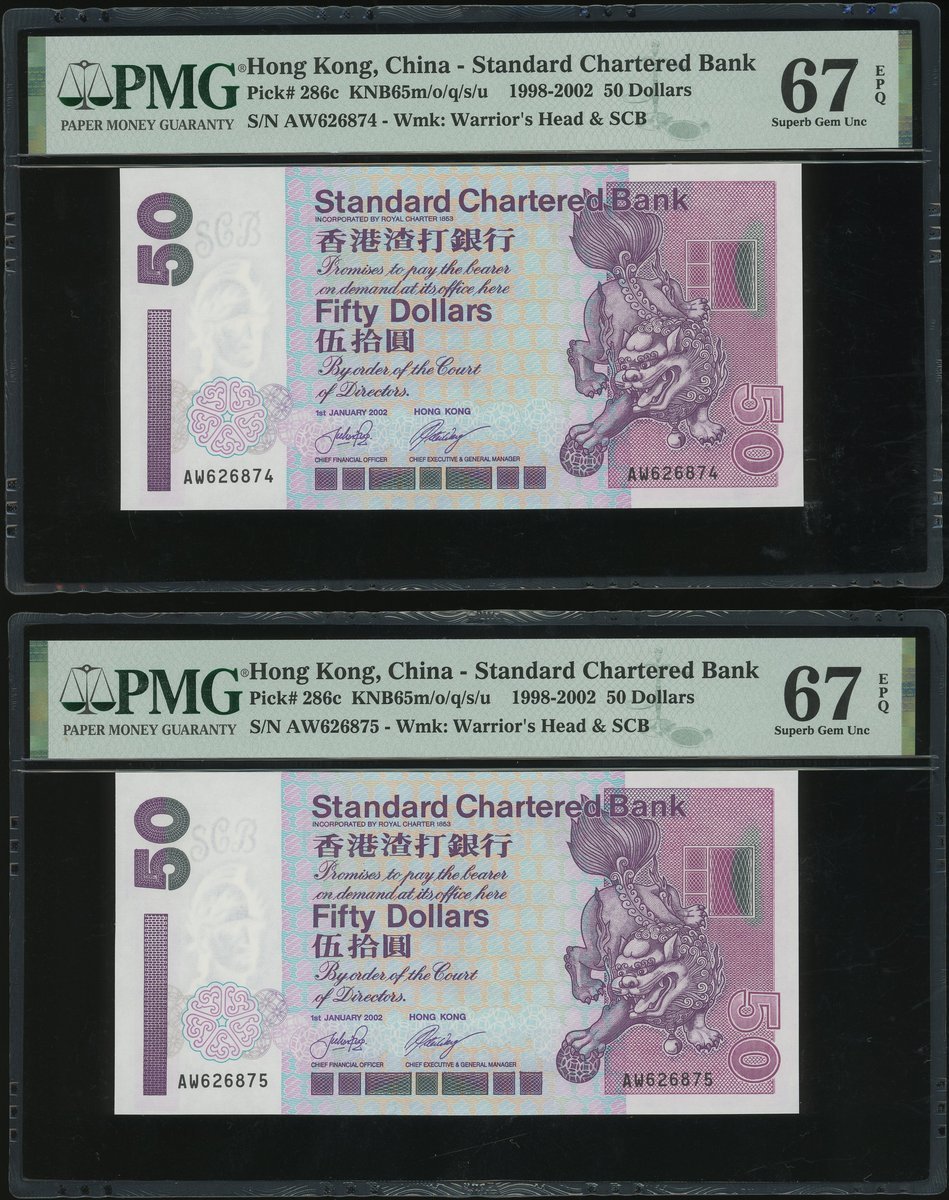 PMG®
PAPER MONEY GUARANTY
Hong Kong, China - Standard Chartered Bank
Pick# 286c KNB65m/o/q/s/u 1998-2002 50 Dollars
S/N AW626874 - Wmk: Warrior's Head & SCB
67
EPQ
Superb Gem Unc
50
SCB
Standard Chartered Bank
INCORPORATED BY ROYAL CHARTER 1853
香港渣打銀行
Promises to pay the bearer
on demand at its office here
Fifty Dollars
伍拾圓
By order of the Court
of Directors.
1st JANUARY 2002 HONG KONG
CHIEF FINANCIAL OFFICER CHIEF EXECUTIVE & GENERAL MANAGER
AW626874
AW626874
50
PMG®
PAPER MONEY GUARANTY
Hong Kong, China - Standard Chartered Bank
Pick# 286c KNB65m/o/q/s/u 1998-2002 50 Dollars
S/N AW626875 - Wmk: Warrior's Head & SCB
67
EPQ
Superb Gem Unc
50
SCB
Standard Chartered Bank
INCORPORATED BY ROYAL CHARTER 1853
香港渣打銀行
Promises to pay the bearer
on demand at its office here
Fifty Dollars
伍拾圓
By order of the Court
of Directors.
1st JANUARY 2002 HONG KONG
CHIEF FINANCIAL OFFICER CHIEF EXECUTIVE & GENERAL MANAGER
AW626875
AW626875
50